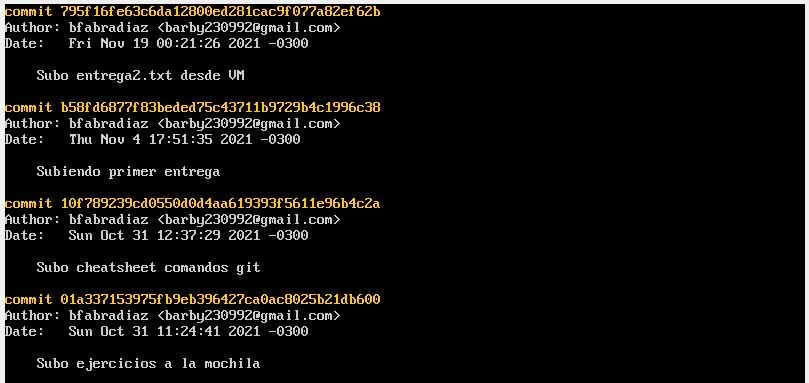 commit 795f16fe63c6da12800ed281cac9f077a82ef62b
Author: bfabradiaz <barby230992@gmail.com>
Date:   Fri Nov 19 00:21:26 2021 -0300
    Subo entrega2.txt desde VM
commit b58fd6877f83beded75c43711b9729b4c1996c38
Author: bfabradiaz <barby230992@gmail.com>
Date:   Thu Nov 4 17:51:35 2021 -0300
    Subiendo primer entrega
commit 10f789239cd0550d0d4aa619393f5611e96b4c2a
Author: bfabradiaz <barby230992@gmail.com>
Date:   Sun Oct 31 12:37:29 2021 -0300
    Subo cheatsheet comandos git
commit 01a337153975fb9eb396427ca0ac8025b21db600
Author: bfabradiaz <barby230992@gmail.com>
Date:   Sun Oct 31 11:24:41 2021 -0300
    Subo ejercicios a la mochila